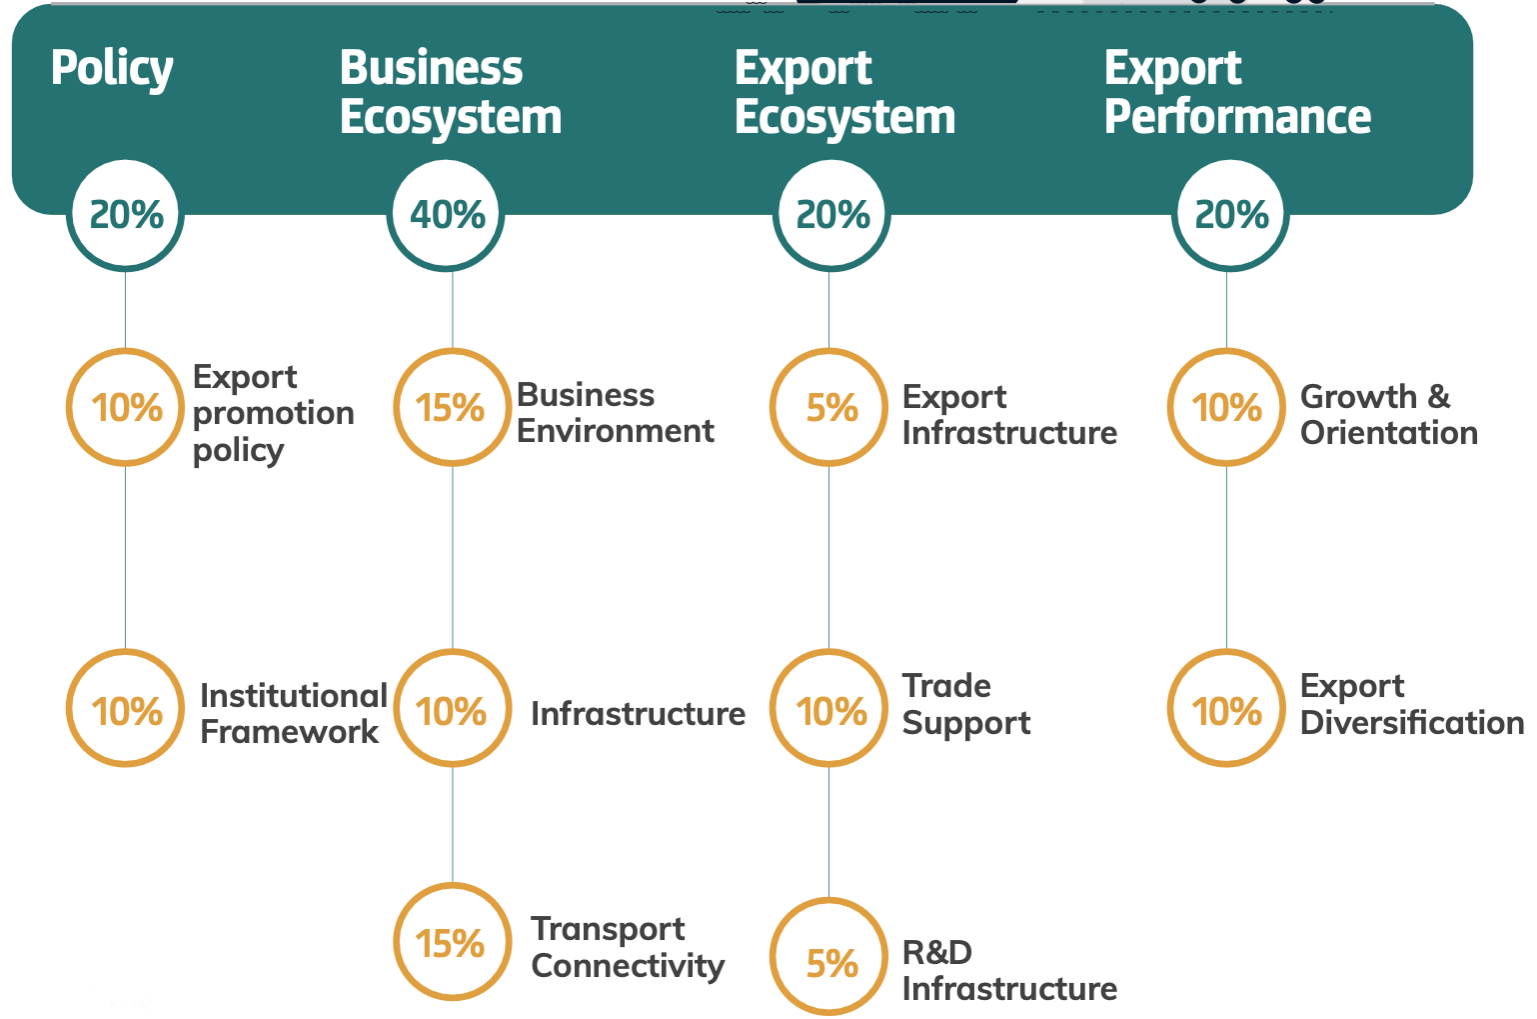 Policy
Business
Ecosystem
Export
Ecosystem
Export
Performance
20%
40%
20%
20%
10%
Export
promotion
policy
15%
Business
Environment
5%
Export
Infrastructure
10%
Growth &
Orientation
10%
Institutional
Framework
10%
Infrastructure
10%
Trade
Support
10%
Export
Diversification
15%
Transport
Connectivity
5%
R&D
Infrastructure